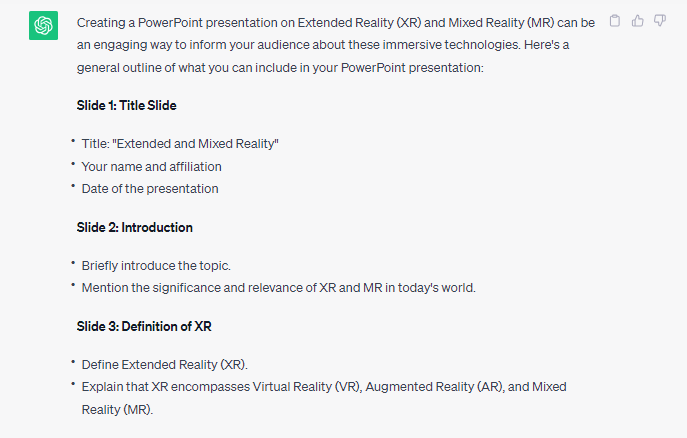 Creating a PowerPoint presentation on Extended Reality (XR) and Mixed Reality (MR) can be
an engaging way to inform your audience about these immersive technologies. Here's a
general outline of what you can include in your PowerPoint presentation:
Slide 1: Title Slide
• Title: "Extended and Mixed Reality"
• Your name and affiliation
• Date of the presentation
Slide 2: Introduction
• Briefly introduce the topic.
• Mention the significance and relevance of XR and MR in today's world.
Slide 3: Definition of XR
• Define Extended Reality (XR).
• Explain that XR encompasses Virtual Reality (VR), Augmented Reality (AR), and Mixed
Reality (MR).